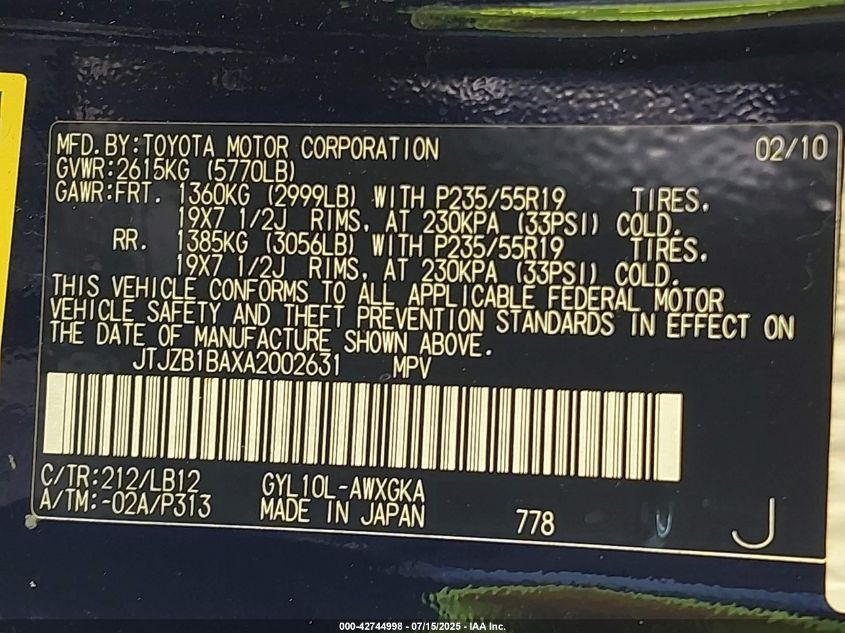 MFD.BY:TOYOTA MOTOR CORPORATION 02/10
GVWR:2615KG (5770LB)
GAWR:FRT. 1360KG (2999LB) WITH P235/55R19 TIRES,
19X7 1/2J RIMS, AT 230KPA (33PSI) COLD.
RR. 1385KG (3056LB) WITH P235/55R19 TIRES,
19X7 1/2J RIMS, AT 230KPA (33PSI) COLD.
THIS VEHICLE CONFORMS TO ALL APPLICABLE FEDERAL MOTOR
VEHICLE SAFETY AND THEFT PREVENTION STANDARDS IN EFFECT ON
THE DATE OF MANUFACTURE SHOWN ABOVE.
JTJZB1BAXA2002631 MPV
C/TR:212/LB12 GYL10L-AWXGKA
A/TM:-02A/P313 MADE IN JAPAN 778 J
000-42744998 - 07/15/2025 - IAA Inc.